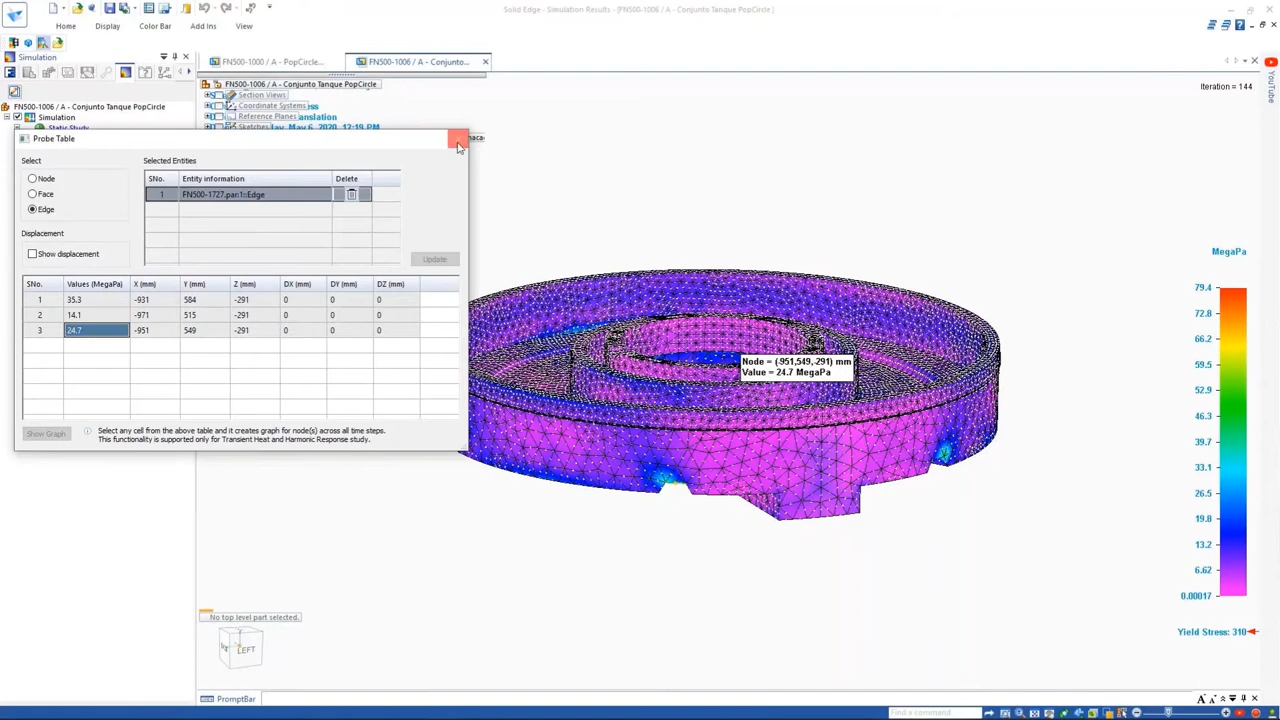 Solid Edge - Simulation Results - [FN500-1006 / A - Conjunto Tanque PopCircle ]
Home
Display
Color Bar
Add Ins
View
Simulation
FN500-1000 / A - PopCircle...
FN500-1006 / A - Conjunto...
FN500-1006 / A - Conjunto Tanque PopCircle
Simulation
Static Study
FN500-1006 / A - Conjunto Tanque PopCircle
Section Views
Coordinate Systems
Reference Planes
Sketches
Iteration = 144
YouTube
Probe Table
Select
Node
Face
Edge
Displacement
Show displacement
Selected Entities
SNo. Entity information Delete
1 FN500-1727.par:1::Edge
Update
SNo. Values (MegaPa) X (mm) Y (mm) Z (mm) DX (mm) DY (mm) DZ (mm)
1 35.3 -931 584 -291 0 0 0
2 14.1 -971 515 -291 0 0 0
3 24.7 -951 549 -291 0 0 0
Show Graph
Select any cell from the above table and it creates graph for node(s) across all time steps.
This functionality is supported only for Transient Heat and Harmonic Response study.
Node = (-951,549,-291) mm
Value = 24.7 MegaPa
MegaPa
79.4
72.8
66.2
59.5
52.9
46.3
39.7
33.1
26.5
19.8
13.2
6.62
0.00017
Yield Stress: 310
No top level part selected.
LEFT
PromptBar
Find a command